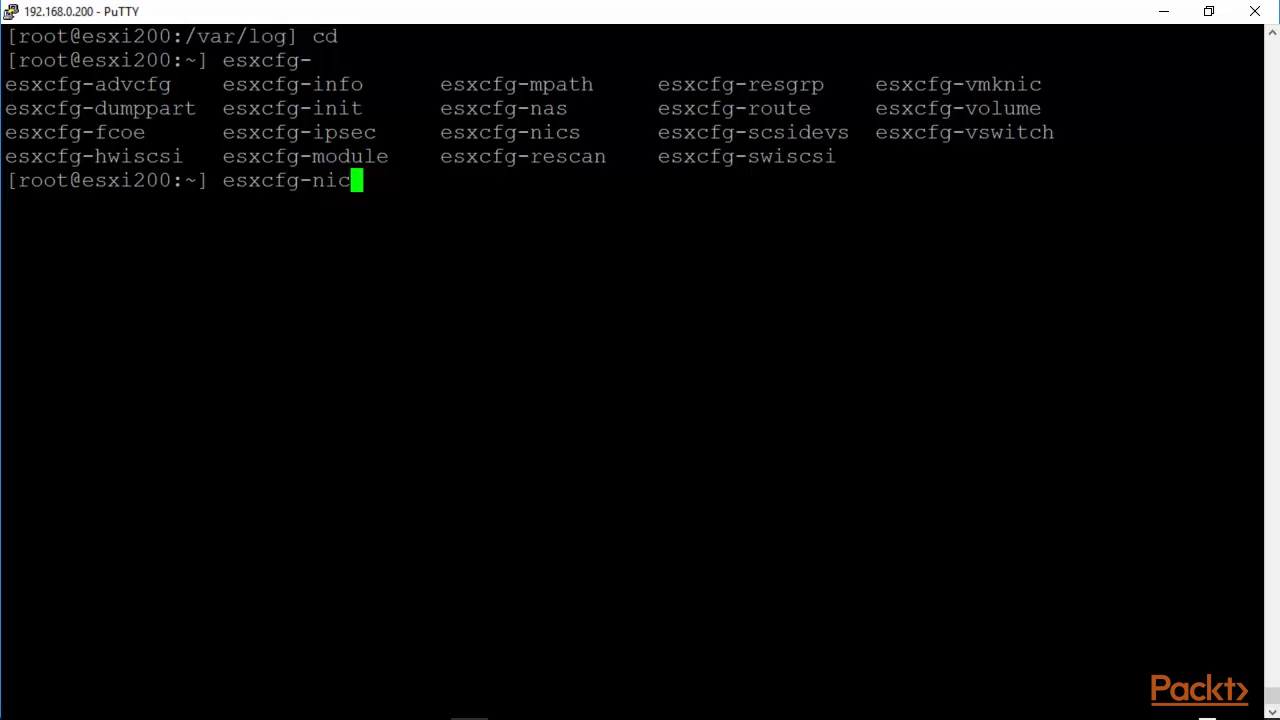 192.168.0.200 - PuTTY
[root@esxi200:/var/log] cd
[root@esxi200:~] esxcfg-
esxcfg-advcfg esxcfg-info esxcfg-mpath esxcfg-resgrp esxcfg-vmknic
esxcfg-dumppart esxcfg-init esxcfg-nas esxcfg-route esxcfg-volume
esxcfg-fcoe esxcfg-ipsec esxcfg-nics esxcfg-scsidevs esxcfg-vswitch
esxcfg-hwiscsi esxcfg-module esxcfg-rescan esxcfg-swiscsi
[root@esxi200:~] esxcfg-nic
Packt>